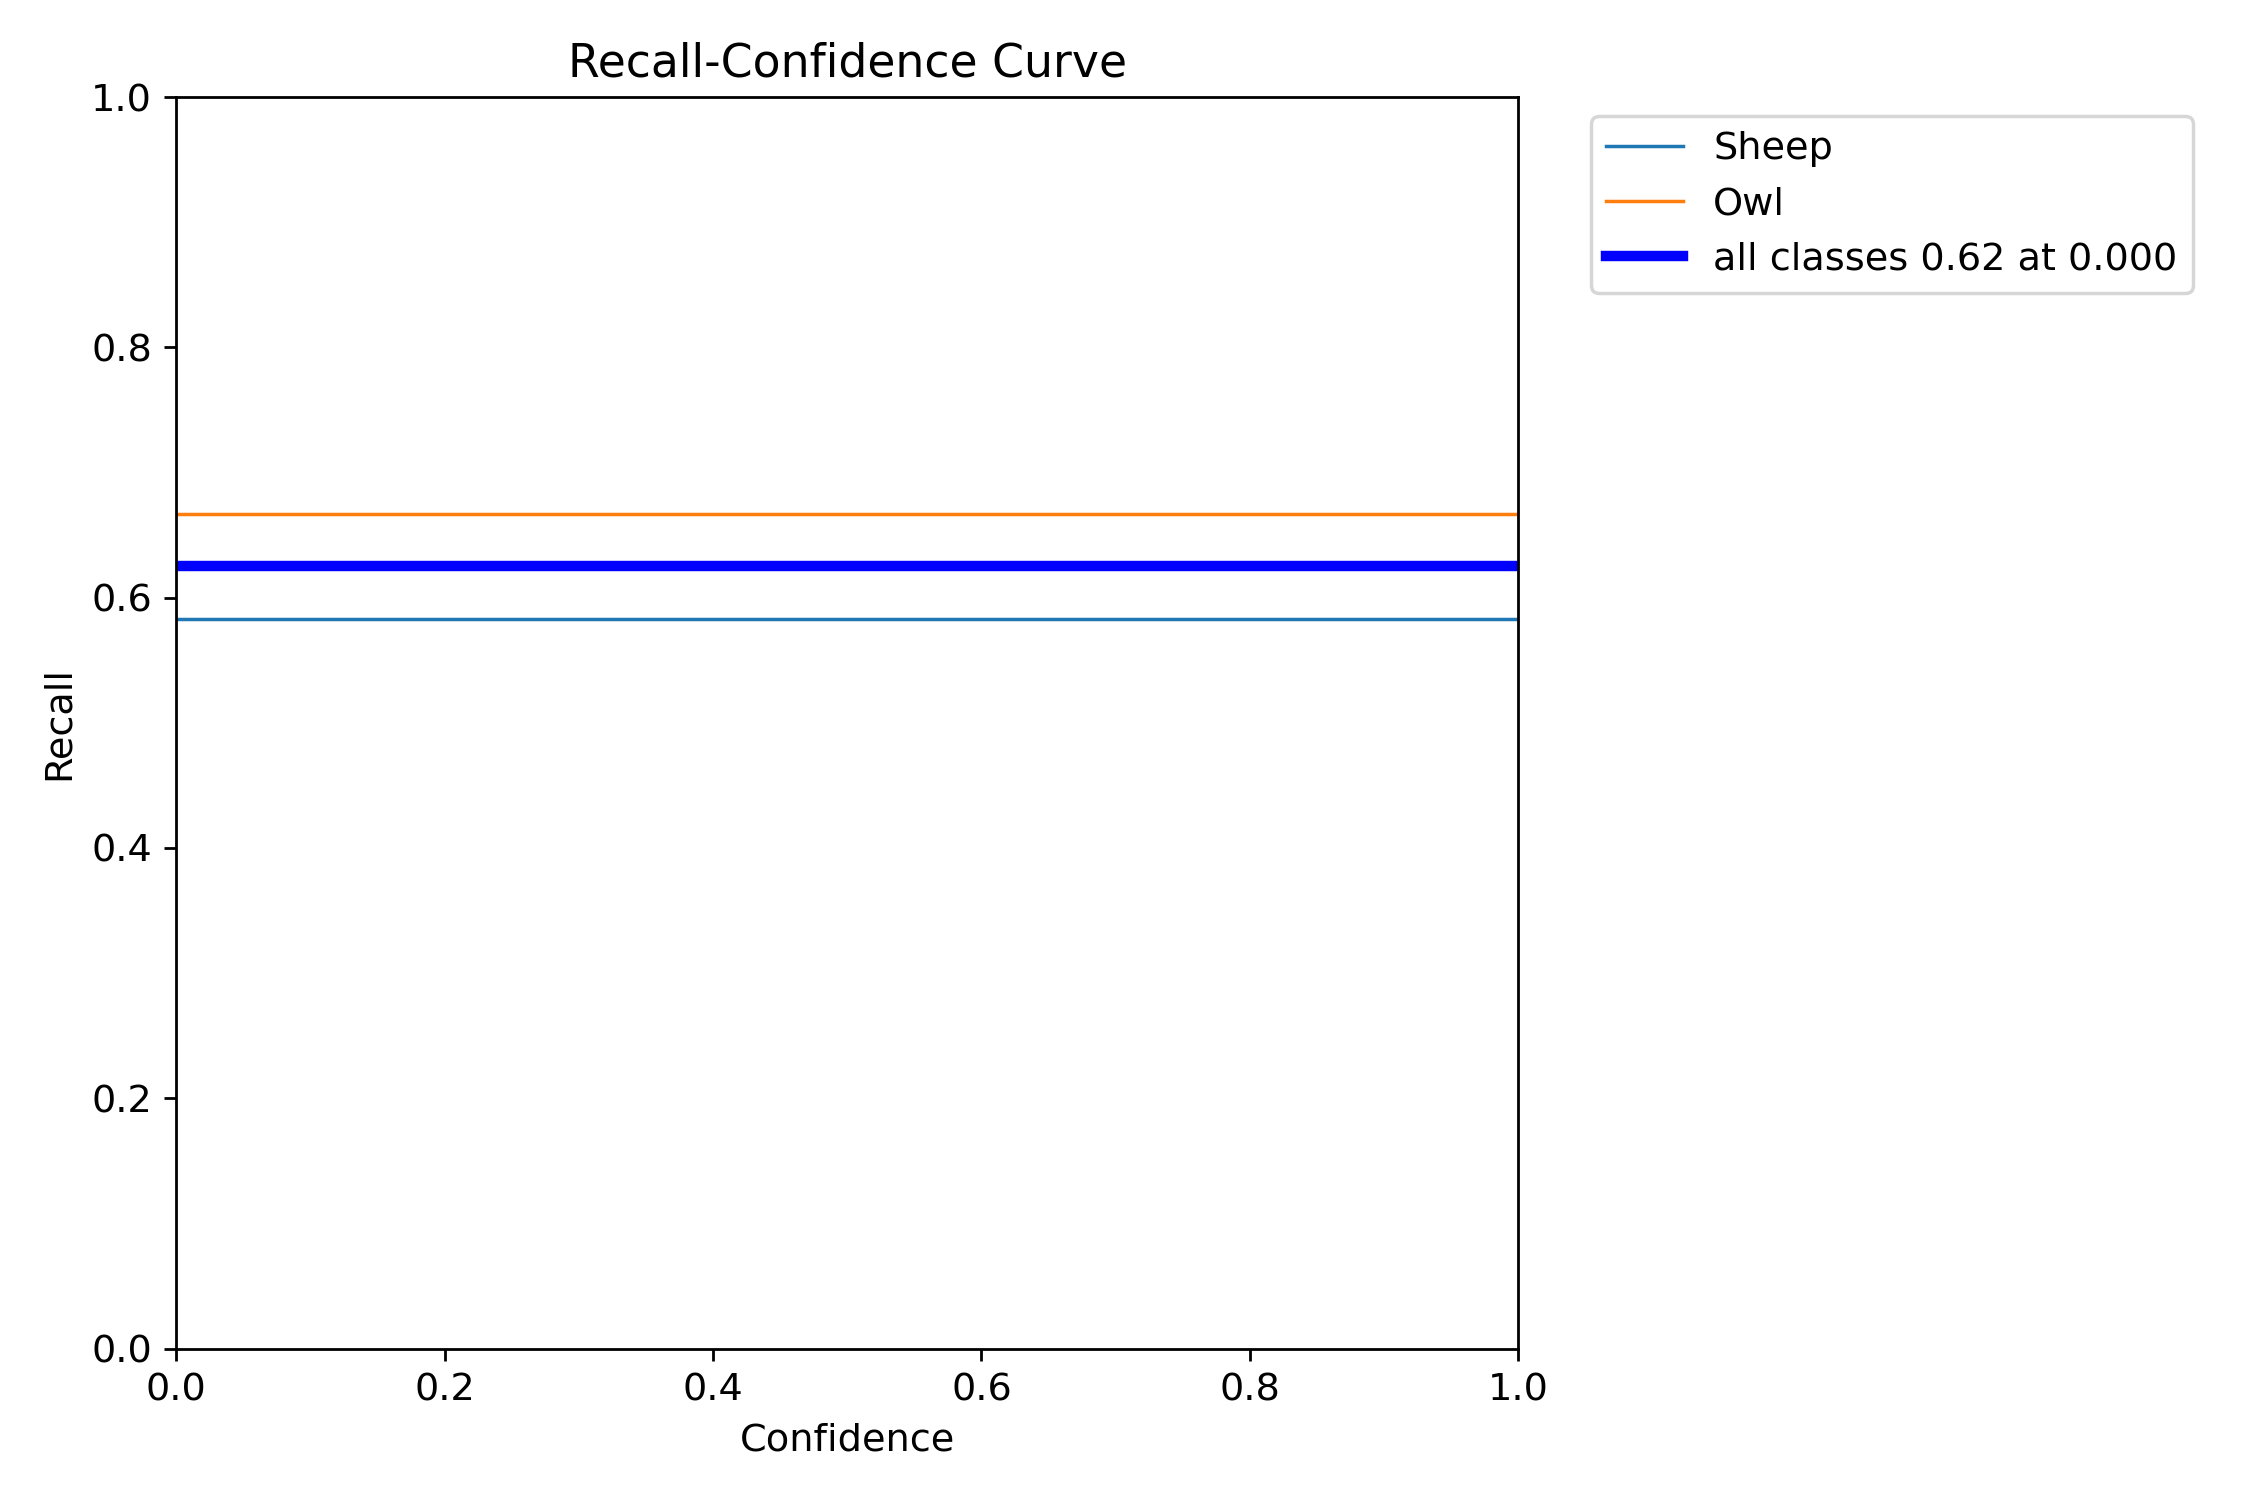 Recall-Confidence Curve
1.0
0.8
0.6
0.4
0.2
0.0
Recall
0.0 0.2 0.4 0.6 0.8 1.0
Confidence
Sheep
Owl
all classes 0.62 at 0.000